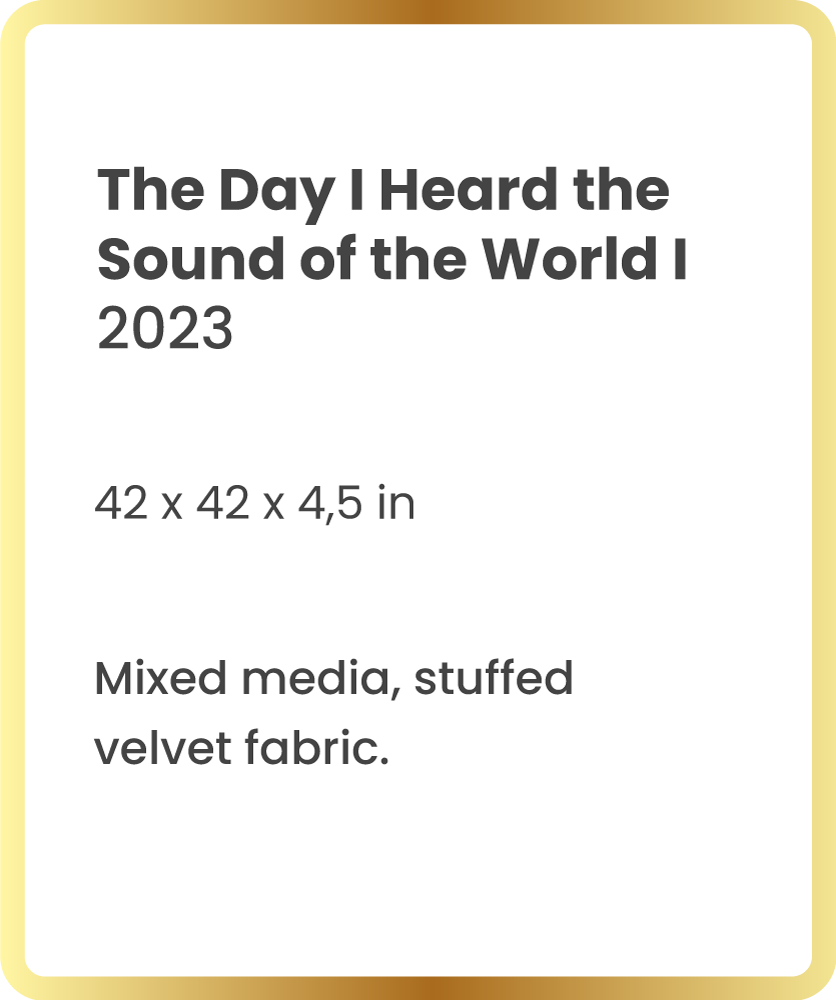 The Day I Heard the
Sound of the World I
2023
42 x 42 x 4,5 in
Mixed media, stuffed
velvet fabric.